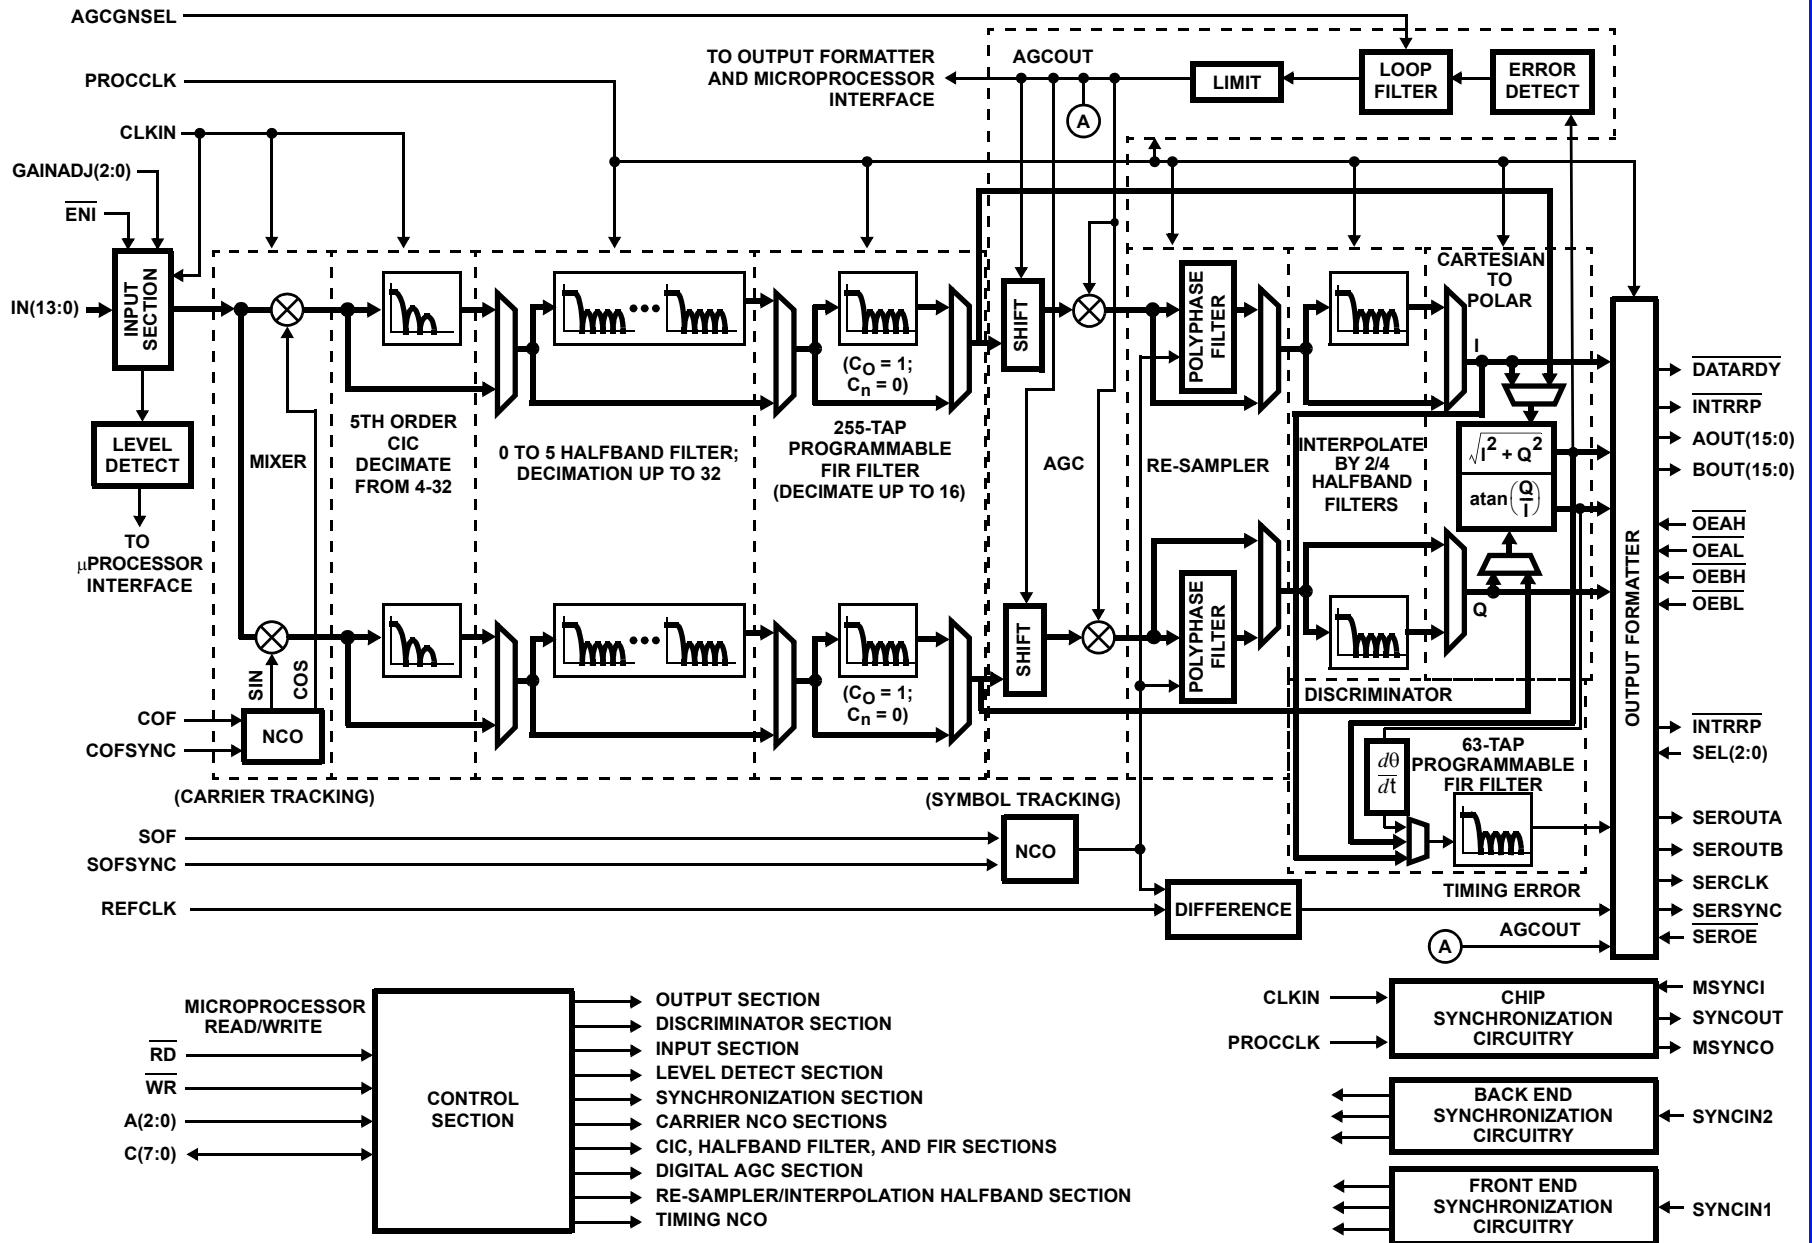 AGCGNSEL
PROCCLK
CLKIN
GAINADJ(2:0)
ENI
IN(13:0)
INPUT
SECTION
LEVEL
DETECT
TO
μPROCESSOR
INTERFACE
TO OUTPUT FORMATTER
AND MICROPROCESSOR
INTERFACE
AGCOUT
A
LIMIT
LOOP
FILTER
ERROR
DETECT
MIXER
5TH ORDER
CIC
DECIMATE
FROM 4-32
0 TO 5 HALFBAND FILTER;
DECIMATION UP TO 32
(CO = 1;
Cn = 0)
255-TAP
PROGRAMMABLE
FIR FILTER
(DECIMATE UP TO 16)
SHIFT
AGC
POLYPHASE
FILTER
RE-SAMPLER
INTERPOLATE
BY 2/4
HALFBAND
FILTERS
CARTESIAN
TO
POLAR
I
√I2 + Q2
atan(Q/I)
Q
SIN
COS
COF
COFSYNC
NCO
(CO = 1;
Cn = 0)
SHIFT
POLYPHASE
FILTER
DISCRIMINATOR
dθ
dt
63-TAP
PROGRAMMABLE
FIR FILTER
TIMING ERROR
(CARRIER TRACKING)
(SYMBOL TRACKING)
SOF
SOFSYNC
NCO
REFCLK
DIFFERENCE
AGCOUT
A
OUTPUT FORMATTER
DATARDY
INTRRP
AOUT(15:0)
BOUT(15:0)
OEAH
OEAL
OEBH
OEBL
INTRRP
SEL(2:0)
SEROUTA
SEROUTB
SERCLK
SERSYNC
SEROE
MICROPROCESSOR
READ/WRITE
RD
WR
A(2:0)
C(7:0)
CONTROL
SECTION
OUTPUT SECTION
DISCRIMINATOR SECTION
INPUT SECTION
LEVEL DETECT SECTION
SYNCHRONIZATION SECTION
CARRIER NCO SECTIONS
CIC, HALFBAND FILTER, AND FIR SECTIONS
DIGITAL AGC SECTION
RE-SAMPLER/INTERPOLATION HALFBAND SECTION
TIMING NCO
CLKIN
PROCCLK
CHIP
SYNCHRONIZATION
CIRCUITRY
MSYNCI
SYNCOUT
MSYNCO
BACK END
SYNCHRONIZATION
CIRCUITRY
SYNCIN2
FRONT END
SYNCHRONIZATION
CIRCUITRY
SYNCIN1